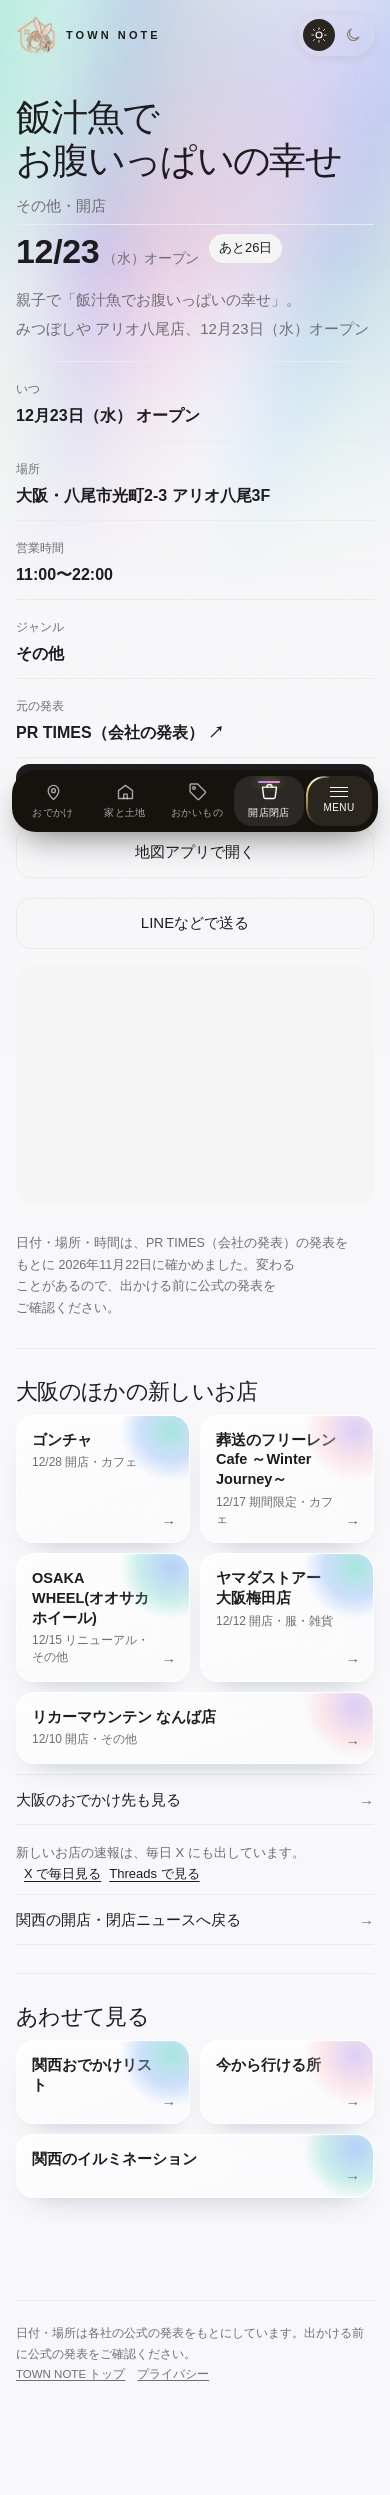 TOWN NOTE
飯汁魚で
お腹いっぱいの幸せ
その他・開店
12/23 （水）オープン あと26日
親子で「飯汁魚でお腹いっぱいの幸せ」。
みつぼしや アリオ八尾店、12月23日（水）オープン
いつ
12月23日（水） オープン
場所
大阪・八尾市光町2-3 アリオ八尾3F
営業時間
11:00〜22:00
ジャンル
その他
元の発表
PR TIMES（会社の発表） ↗
おでかけ
家と土地
おかいもの
開店閉店
MENU
地図アプリで開く
LINEなどで送る
日付・場所・時間は、PR TIMES（会社の発表）の発表を
もとに 2026年11月22日に確かめました。変わる
ことがあるので、出かける前に公式の発表を
ご確認ください。
大阪のほかの新しいお店
ゴンチャ
12/28 開店・カフェ
→
葬送のフリーレン
Cafe ～Winter
Journey～
12/17 期間限定・カフ
ェ
→
OSAKA
WHEEL(オオサカ
ホイール)
12/15 リニューアル・
その他
→
ヤマダストアー
大阪梅田店
12/12 開店・服・雑貨
→
リカーマウンテン なんば店
12/10 開店・その他
→
大阪のおでかけ先も見る →
新しいお店の速報は、毎日 X にも出しています。
X で毎日見る Threads で見る
関西の開店・閉店ニュースへ戻る →
あわせて見る
関西おでかけリス
ト
→
今から行ける所
→
関西のイルミネーション
→
日付・場所は各社の公式の発表をもとにしています。出かける前
に公式の発表をご確認ください。
TOWN NOTE トップ プライバシー